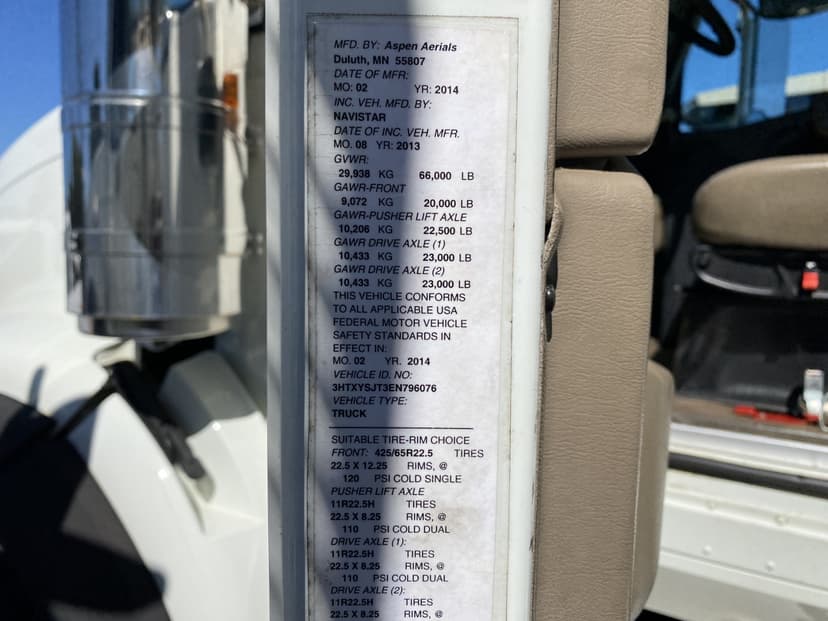 MFD. BY: Aspen Aerials
Duluth, MN 55807
DATE OF MFR:
MO: 02 YR: 2014
INC. VEH. MFD. BY:
NAVISTAR
DATE OF INC. VEH. MFR.
MO. 08 YR: 2013
GVWR:
29,938 KG 66,000 LB
GAWR-FRONT
9,072 KG 20,000 LB
GAWR-PUSHER LIFT AXLE
10,206 KG 22,500 LB
GAWR DRIVE AXLE (1)
10,433 KG 23,000 LB
GAWR DRIVE AXLE (2)
10,433 KG 23,000 LB
THIS VEHICLE CONFORMS
TO ALL APPLICABLE USA
FEDERAL MOTOR VEHICLE
SAFETY STANDARDS IN
EFFECT IN:
MO. 02 YR. 2014
VEHICLE ID. NO:
3HTXYSJT3EN796076
VEHICLE TYPE:
TRUCK
SUITABLE TIRE-RIM CHOICE
FRONT: 425/65R22.5 TIRES
22.5 X 12.25 RIMS, @
120 PSI COLD SINGLE
PUSHER LIFT AXLE
11R22.5H TIRES
22.5 X 8.25 RIMS, @
110 PSI COLD DUAL
DRIVE AXLE (1):
11R22.5H TIRES
22.5 X 8.25 RIMS, @
110 PSI COLD DUAL
DRIVE AXLE (2):
11R22.5H TIRES
22.5 X 8.25 RIMS, @